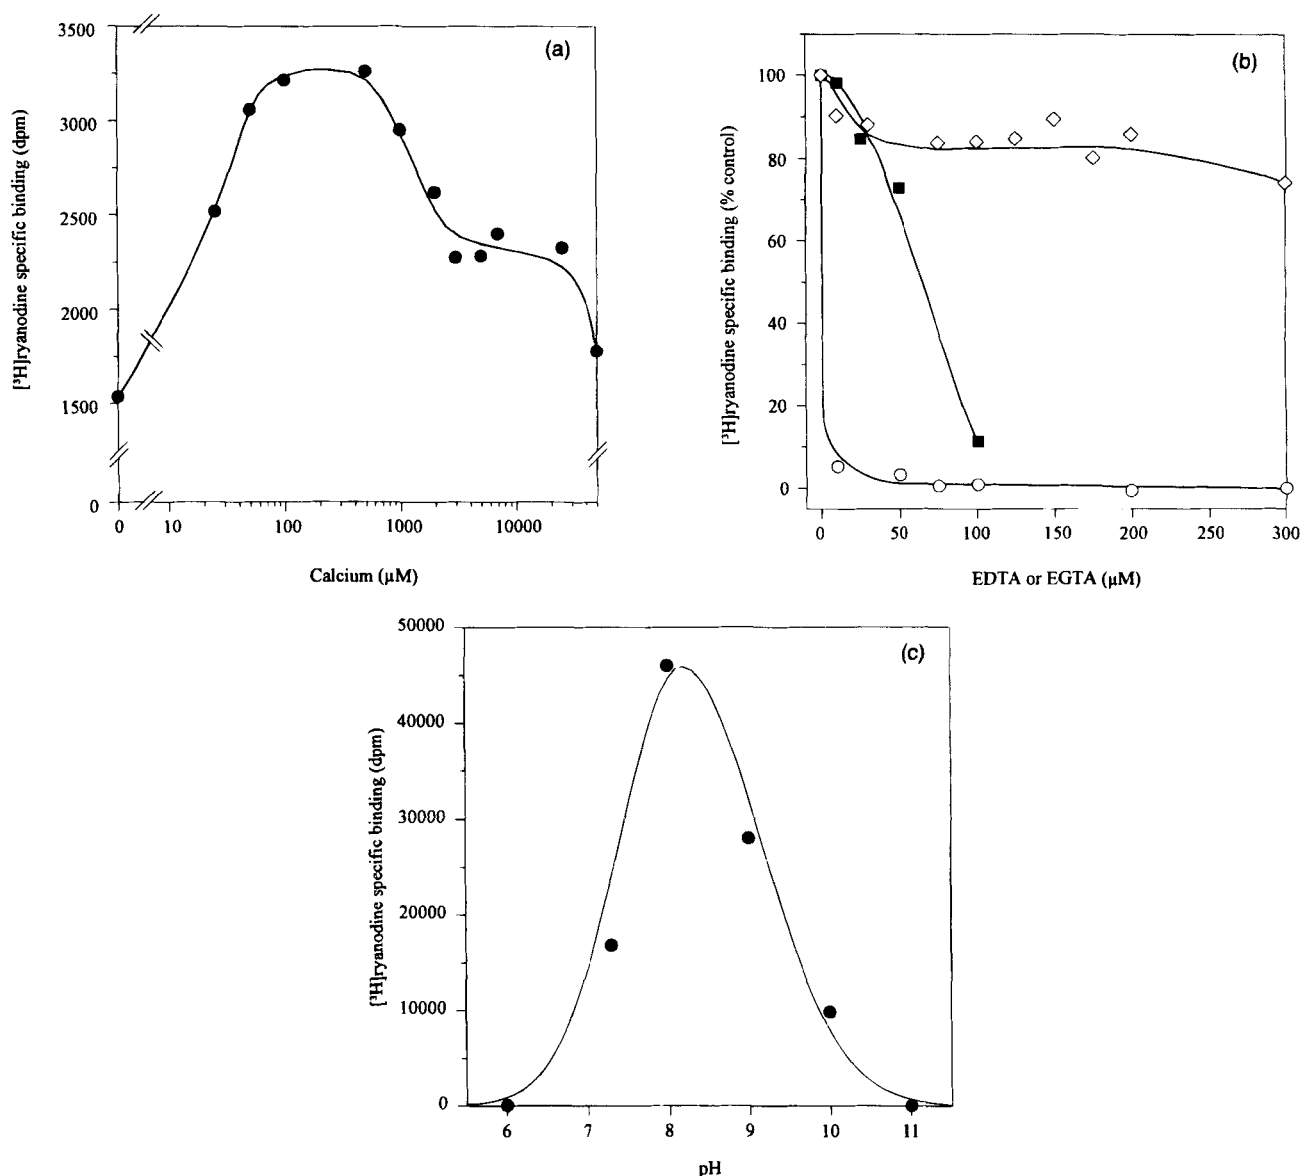 (a)
[³H]ryanodine specific binding (dpm)
3500
3000
2500
2000
1500
0
0 10 100 1000 10000
Calcium (µM)
(b)
[³H]ryanodine specific binding (% control)
100
80
60
40
20
0
0 50 100 150 200 250 300
EDTA or EGTA (µM)
(c)
[³H]ryanodine specific binding (dpm)
50000
40000
30000
20000
10000
0
6 7 8 9 10 11
pH